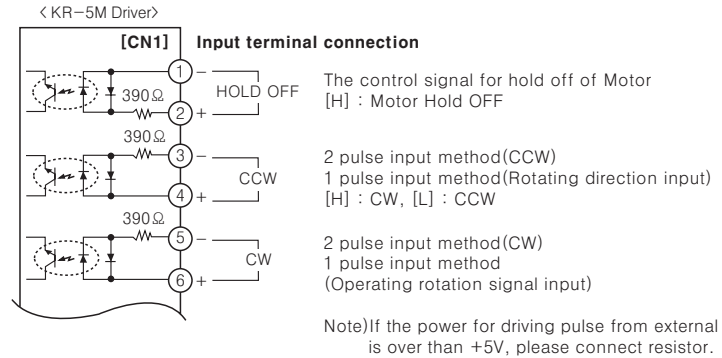 < KR-5M Driver>
[CN1] Input terminal connection
390Ω
1 -
2 +
HOLD OFF
The control signal for hold off of Motor
[H] : Motor Hold OFF
390Ω
3 -
4 +
CCW
2 pulse input method(CCW)
1 pulse input method(Rotating direction input)
[H] : CW, [L] : CCW
390Ω
5 -
6 +
CW
2 pulse input method(CW)
1 pulse input method
(Operating rotation signal input)
Note)If the power for driving pulse from external
is over than +5V, please connect resistor.